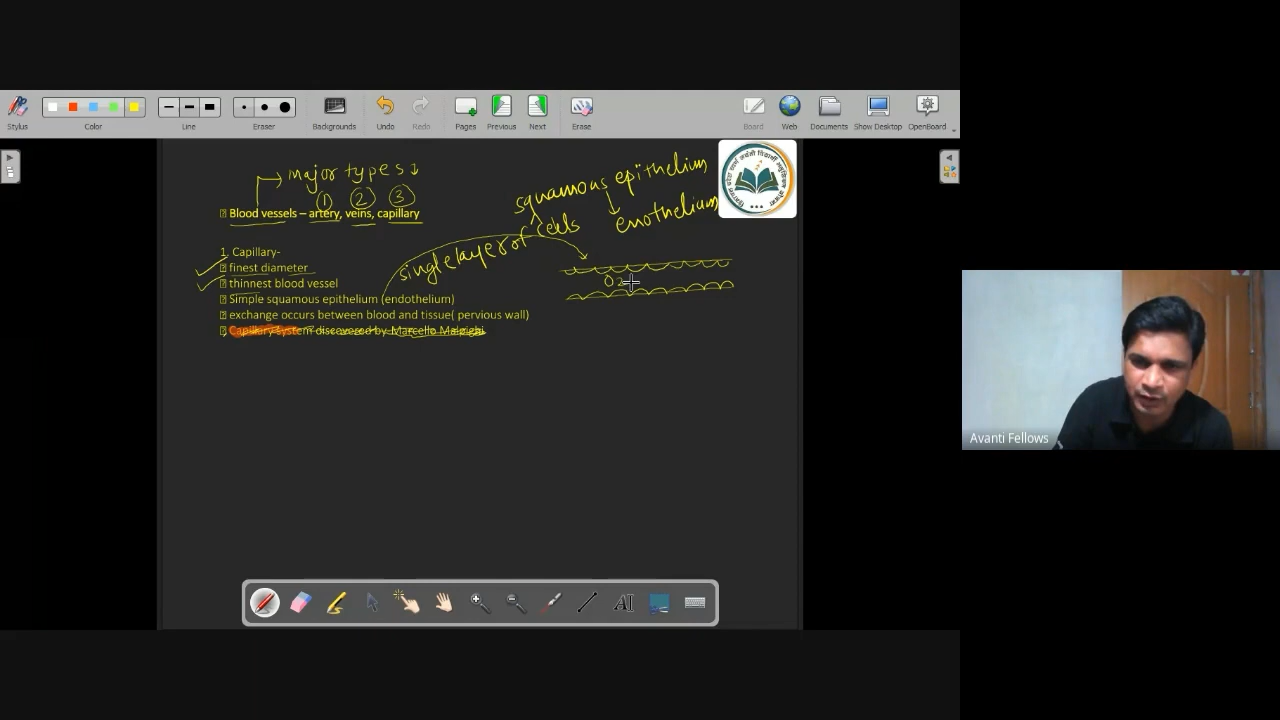 Stylus Color Line Eraser Backgrounds Undo Redo Pages Previous Next Erase Board Web Documents Show Desktop OpenBoard
major types ↓
① ② ③
Blood vessels – artery, veins, capillary
squamous epithelium
single layer of cells
enothelium
1. Capillary-
finest diameter
thinnest blood vessel
Simple squamous epithelium (endothelium)
exchange occurs between blood and tissue( pervious wall)
Capillary system discovered by Marcello Malpighi
O2
AI
Avanti Fellows